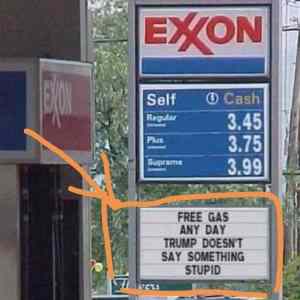 EXXON
EXXON
Self Cash
Regular 3.45
Plus 3.75
Supreme 3.99
FREE GAS
ANY DAY
TRUMP DOESN'T
SAY SOMETHING
STUPID